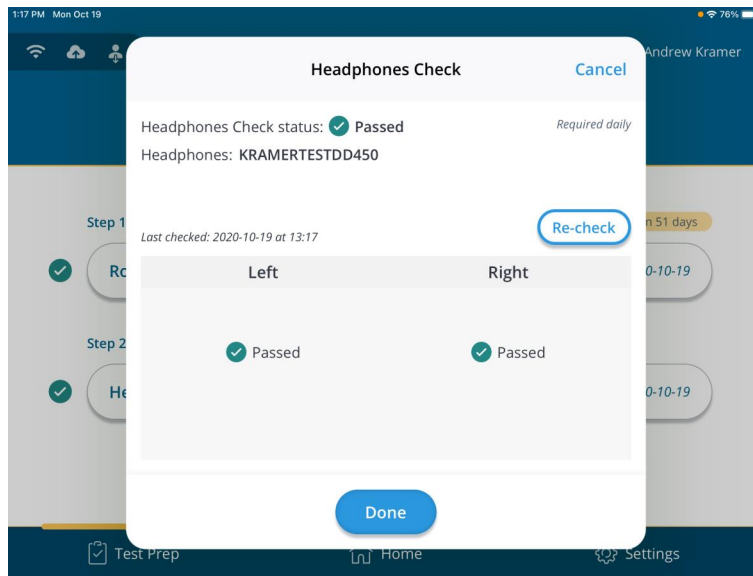 1:17 PM Mon Oct 19
76%
Andrew Kramer
Headphones Check
Cancel
Headphones Check status: Passed
Required daily
Headphones: KRAMERTESTDD450
Step 1
n 51 days
Last checked: 2020-10-19 at 13:17
Re-check
Left
Right
Ro
0-10-19
Step 2
Passed
Passed
He
0-10-19
Done
Test Prep
Home
Settings